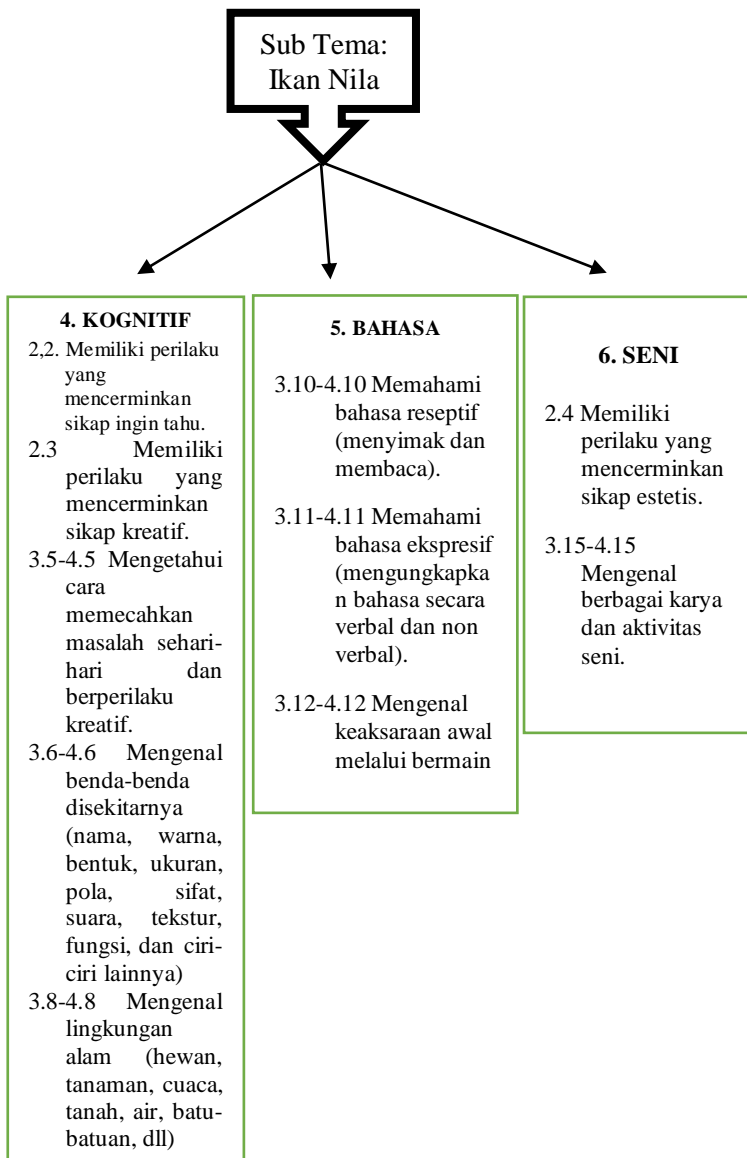 Sub Tema:
Ikan Nila
4. KOGNITIF
2,2. Memiliki perilaku
yang
mencerminkan
sikap ingin tahu.
2.3 Memiliki
perilaku yang
mencerminkan
sikap kreatif.
3.5-4.5 Mengetahui
cara
memecahkan
masalah sehari-
hari dan
berperilaku
kreatif.
3.6-4.6 Mengenal
benda-benda
disekitarnya
(nama, warna,
bentuk, ukuran,
pola, sifat,
suara, tekstur,
fungsi, dan ciri-
ciri lainnya)
3.8-4.8 Mengenal
lingkungan
alam (hewan,
tanaman, cuaca,
tanah, air, batu-
batuan, dll)
5. BAHASA
3.10-4.10 Memahami
bahasa reseptif
(menyimak dan
membaca).
3.11-4.11 Memahami
bahasa ekspresif
(mengungkapka
n bahasa secara
verbal dan non
verbal).
3.12-4.12 Mengenal
keaksaraan awal
melalui bermain
6. SENI
2.4 Memiliki
perilaku yang
mencerminkan
sikap estetis.
3.15-4.15
Mengenal
berbagai karya
dan aktivitas
seni.